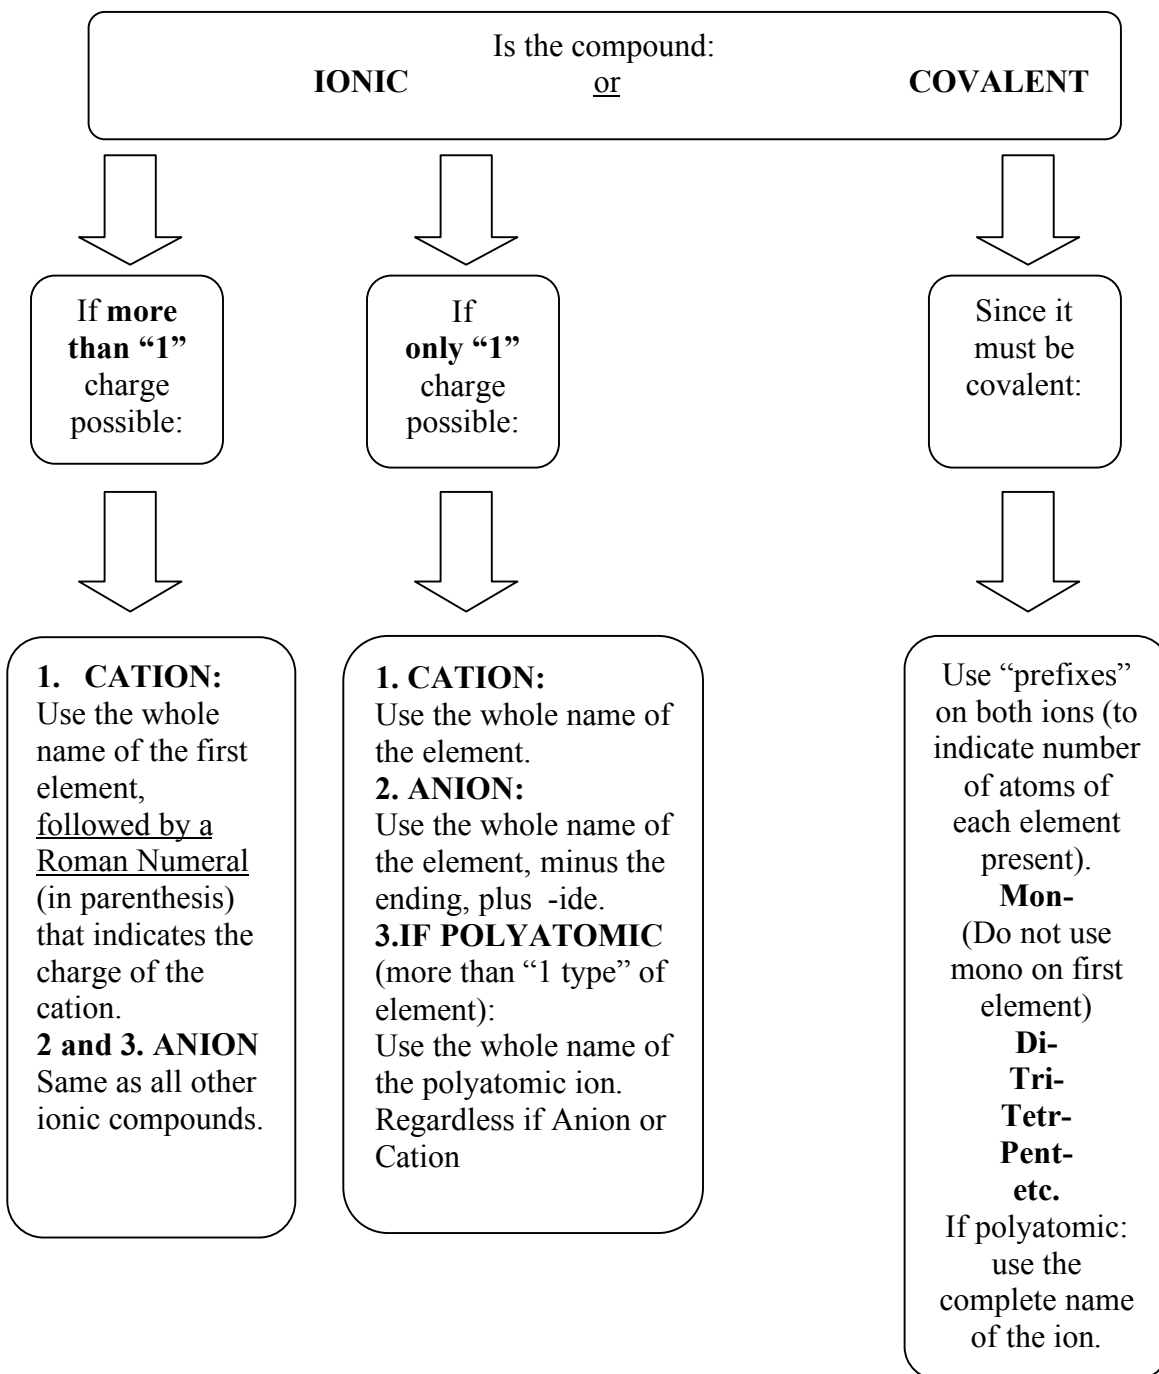 Is the compound:
IONIC or COVALENT
If more
than “1”
charge
possible:
If
only “1”
charge
possible:
Since it
must be
covalent:
1. CATION:
Use the whole
name of the first
element,
followed by a
Roman Numeral
(in parenthesis)
that indicates the
charge of the
cation.
2 and 3. ANION
Same as all other
ionic compounds.
1. CATION:
Use the whole name of
the element.
2. ANION:
Use the whole name of
the element, minus the
ending, plus -ide.
3.IF POLYATOMIC
(more than “1 type” of
element):
Use the whole name of
the polyatomic ion.
Regardless if Anion or
Cation
Use “prefixes”
on both ions (to
indicate number
of atoms of
each element
present).
Mon-
(Do not use
mono on first
element)
Di-
Tri-
Tetr-
Pent-
etc.
If polyatomic:
use the
complete name
of the ion.